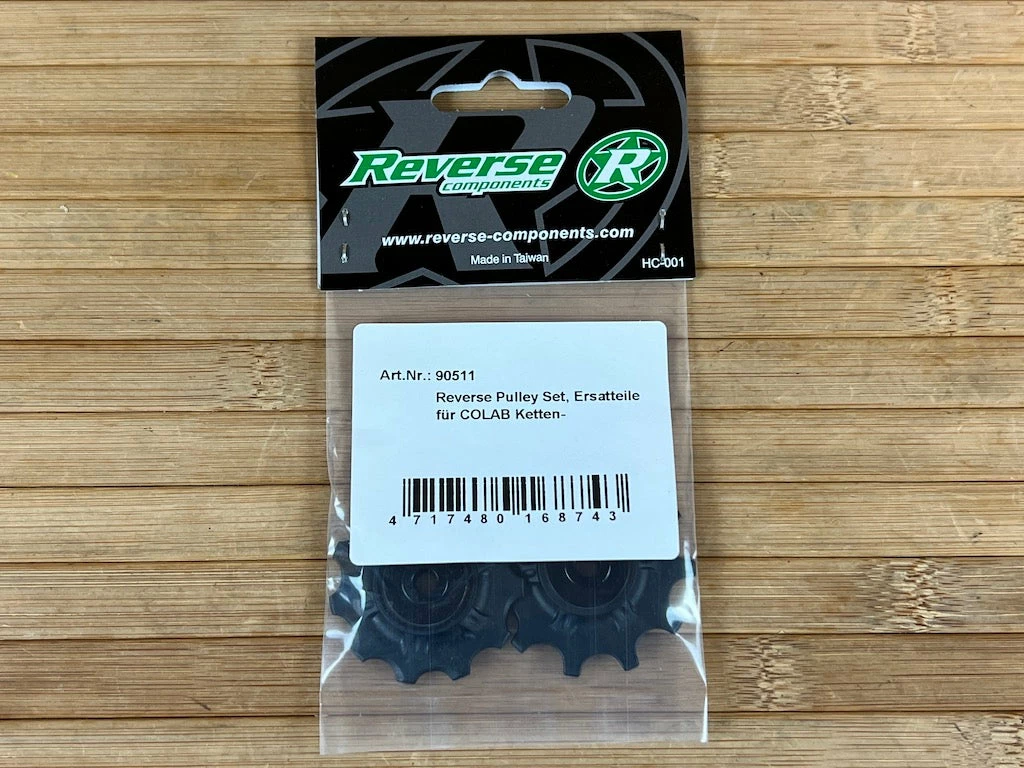 Reverse
components
R
www.reverse-components.com
Made in Taiwan
HC-001
Art.Nr.: 90511
Reverse Pulley Set, Ersatteile
für COLAB Ketten-
4 717480 168743